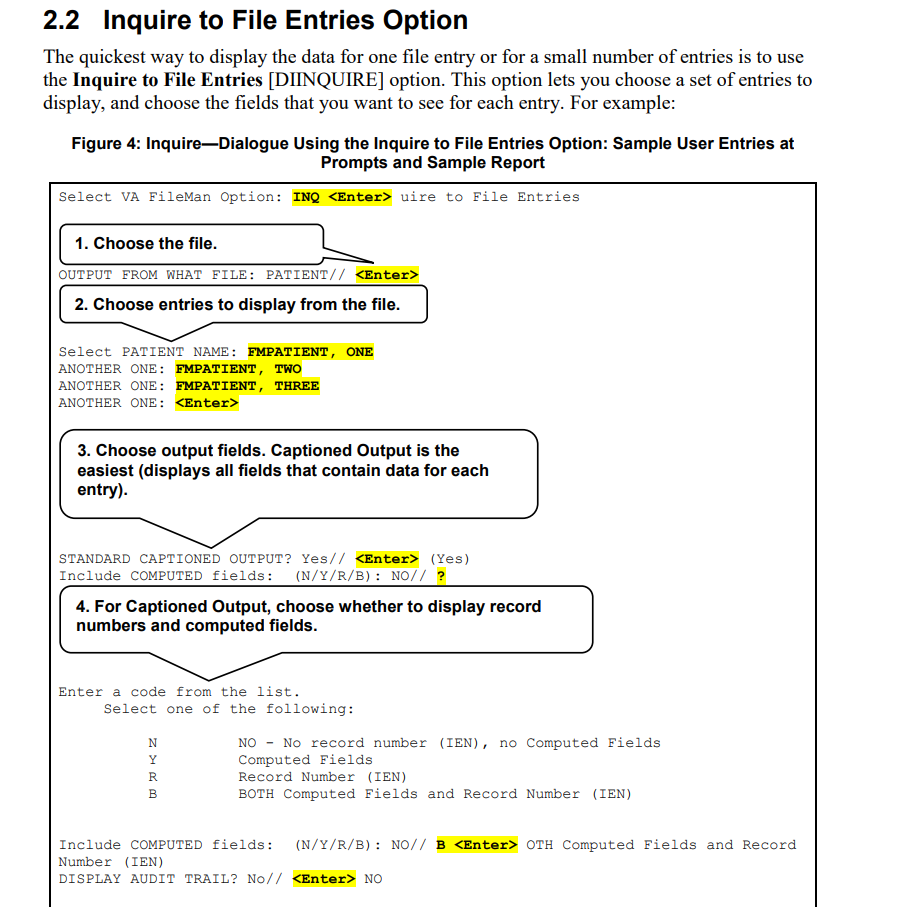 2.2 Inquire to File Entries Option
The quickest way to display the data for one file entry or for a small number of entries is to use
the Inquire to File Entries [DIINQUIRE] option. This option lets you choose a set of entries to
display, and choose the fields that you want to see for each entry. For example:
Figure 4: Inquire—Dialogue Using the Inquire to File Entries Option: Sample User Entries at
Prompts and Sample Report
Select VA FileMan Option: INQ <Enter> uire to File Entries
1. Choose the file.
OUTPUT FROM WHAT FILE: PATIENT// <Enter>
2. Choose entries to display from the file.
Select PATIENT NAME: FMPATIENT, ONE
ANOTHER ONE: FMPATIENT, TWO
ANOTHER ONE: FMPATIENT, THREE
ANOTHER ONE: <Enter>
3. Choose output fields. Captioned Output is the
easiest (displays all fields that contain data for each
entry).
STANDARD CAPTIONED OUTPUT? Yes// <Enter> (Yes)
Include COMPUTED fields: (N/Y/R/B): NO// ?
4. For Captioned Output, choose whether to display record
numbers and computed fields.
Enter a code from the list.
Select one of the following:
N NO - No record number (IEN), no Computed Fields
Y Computed Fields
R Record Number (IEN)
B BOTH Computed Fields and Record Number (IEN)
Include COMPUTED fields: (N/Y/R/B): NO// B <Enter> OTH Computed Fields and Record
Number (IEN)
DISPLAY AUDIT TRAIL? No// <Enter> NO